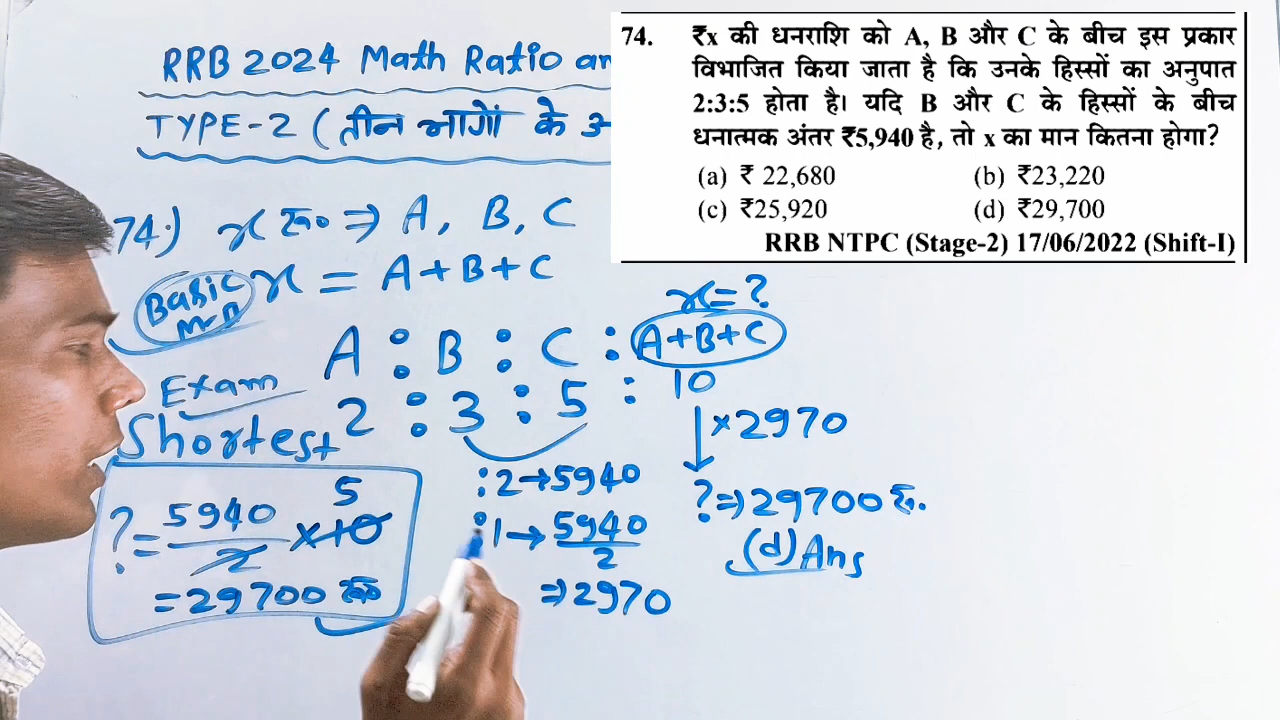 RRB 2024 Math Ratio an
TYPE-2 (तीन भागों के अ
74. ₹x की धनराशि को A, B और C के बीच इस प्रकार
विभाजित किया जाता है कि उनके हिस्सों का अनुपात
2:3:5 होता है। यदि B और C के हिस्सों के बीच
धनात्मक अंतर ₹5,940 है, तो x का मान कितना होगा?
(a) ₹ 22,680 (b) ₹23,220
(c) ₹25,920 (d) ₹29,700
RRB NTPC (Stage-2) 17/06/2022 (Shift-I)
74.) x रू० ⇒ A, B, C
Basic x = A+B+C
x=?
A : B : C : A+B+C
Exam
2 : 3 : 5 : 10
Shortest
×2970
:2→5940
?⇒29700 रु.
?= 5940/2 ×10 5
:1→5940/2
(d) Ans
=29700 रू०
⇒2970